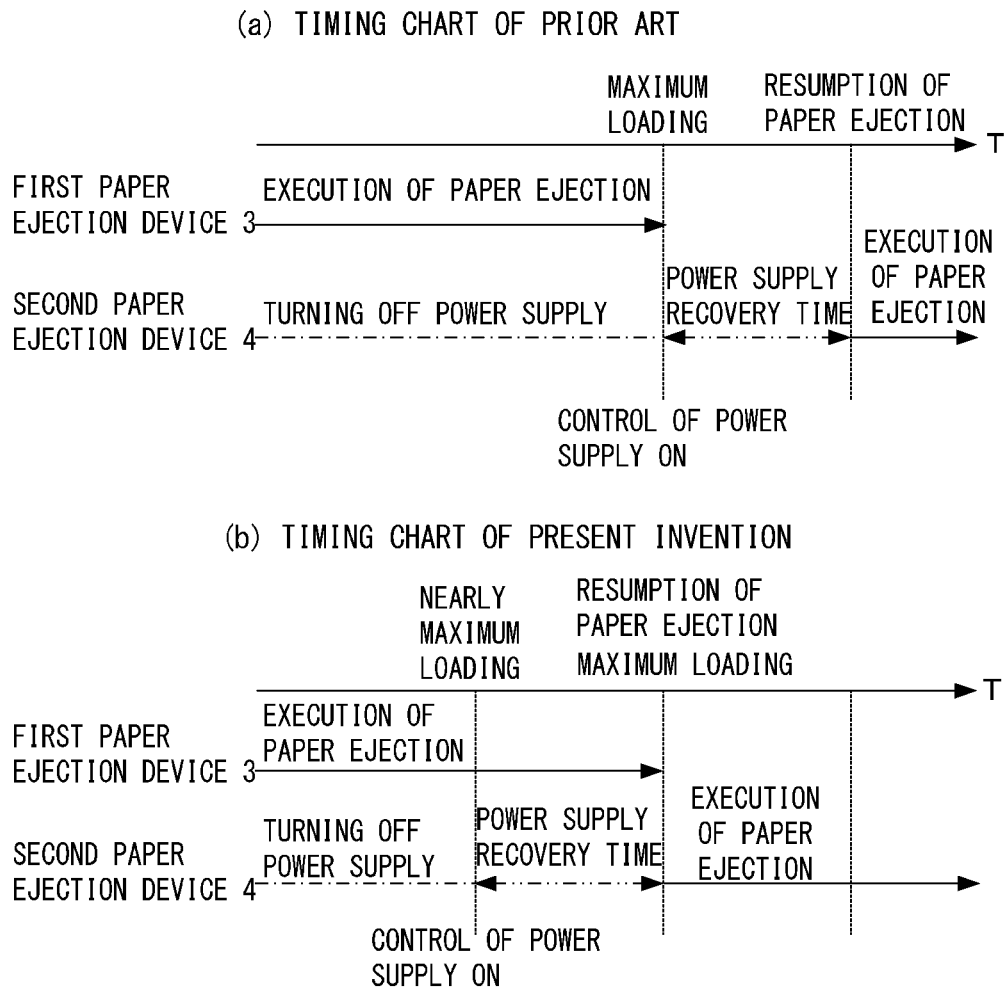 (a) TIMING CHART OF PRIOR ART
MAXIMUM
LOADING
RESUMPTION OF
PAPER EJECTION
T
FIRST PAPER
EJECTION DEVICE 3
EXECUTION OF PAPER EJECTION
SECOND PAPER
EJECTION DEVICE 4
TURNING OFF POWER SUPPLY
POWER SUPPLY
RECOVERY TIME
EXECUTION
OF PAPER
EJECTION
CONTROL OF POWER
SUPPLY ON
(b) TIMING CHART OF PRESENT INVENTION
NEARLY
MAXIMUM
LOADING
RESUMPTION OF
PAPER EJECTION
MAXIMUM LOADING
T
FIRST PAPER
EJECTION DEVICE 3
EXECUTION OF
PAPER EJECTION
SECOND PAPER
EJECTION DEVICE 4
TURNING OFF
POWER SUPPLY
POWER SUPPLY
RECOVERY TIME
EXECUTION
OF PAPER
EJECTION
CONTROL OF POWER
SUPPLY ON